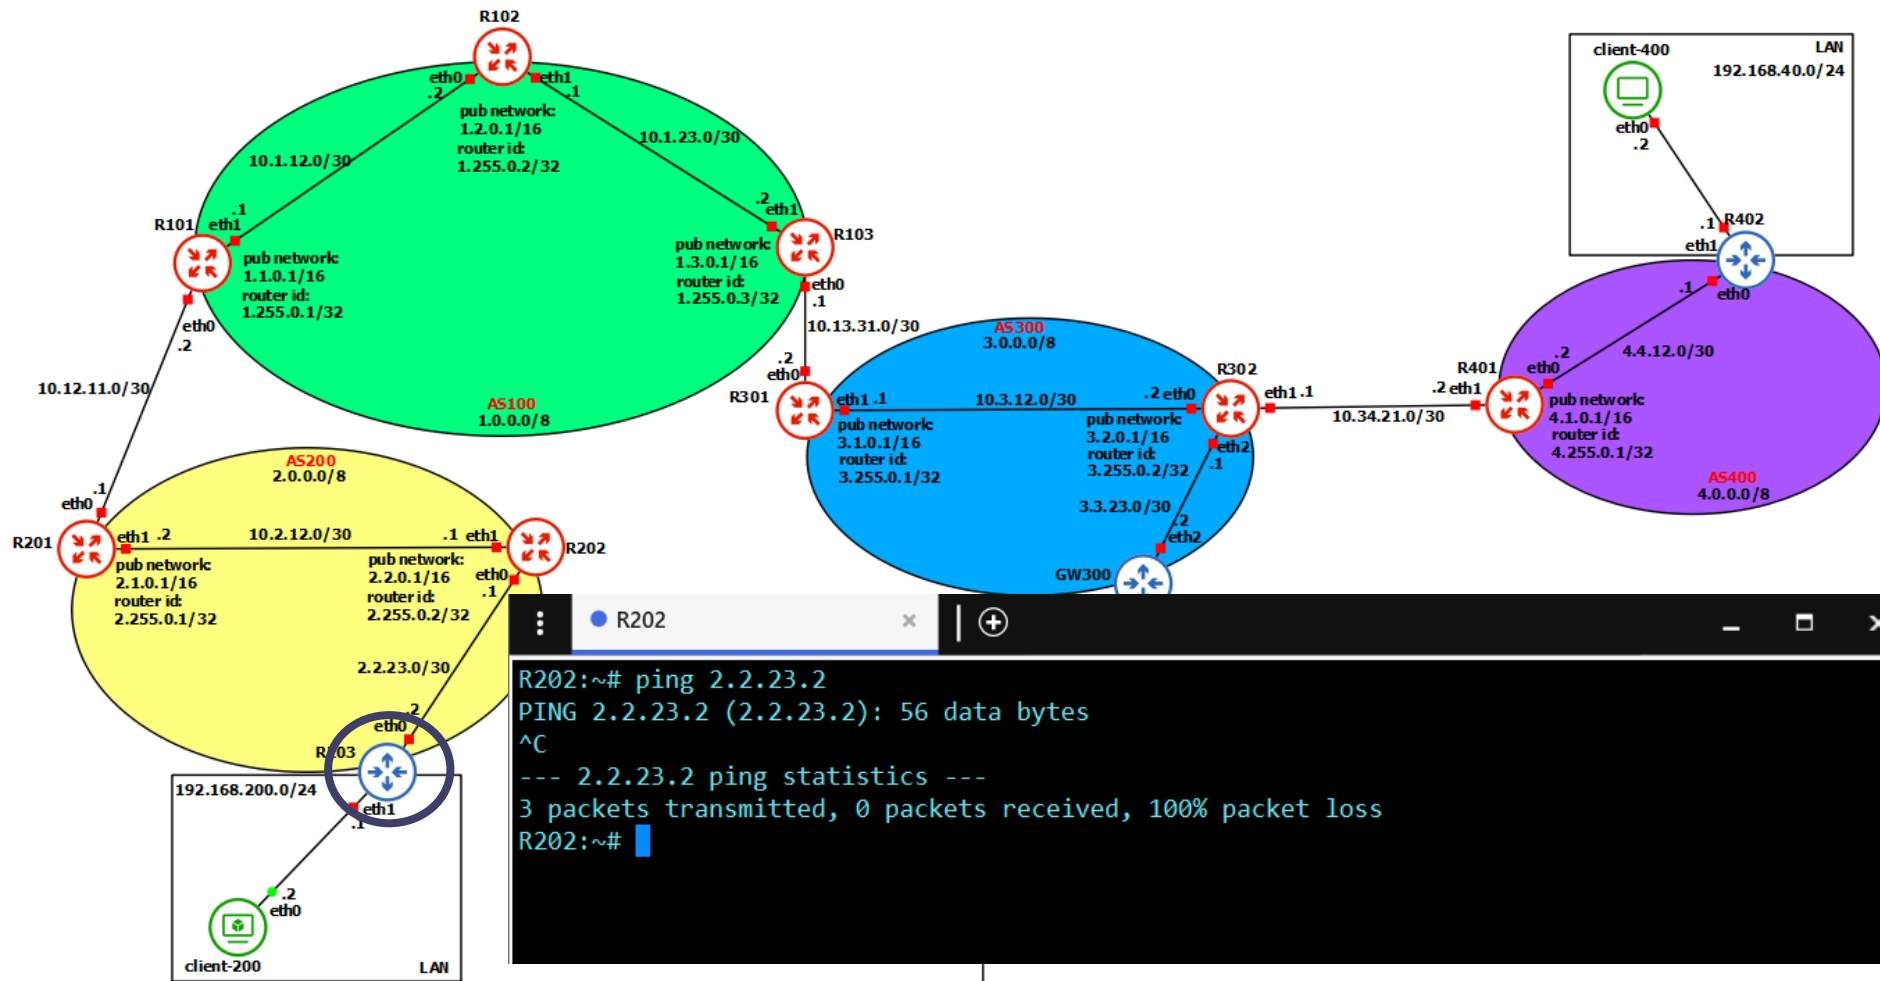 R102
eth0
.2
eth1
.1
pub network:
1.2.0.1/16
router id:
1.255.0.2/32
10.1.12.0/30
10.1.23.0/30
R101
.1
eth1
pub network:
1.1.0.1/16
router id:
1.255.0.1/32
eth0
.2
.2
eth1
R103
pub network:
1.3.0.1/16
router id:
1.255.0.3/32
eth0
.1
AS100
1.0.0.0/8
10.12.11.0/30
10.13.31.0/30
client-400
LAN
192.168.40.0/24
eth0
.2
.1
R402
eth1
.1
eth0
4.4.12.0/30
R401
.2
eth0
.2 eth1
pub network:
4.1.0.1/16
router id:
4.255.0.1/32
AS400
4.0.0.0/8
AS300
3.0.0.0/8
.2
eth0
R301
eth1 .1
10.3.12.0/30
.2 eth0
R302
eth1 .1
10.34.21.0/30
pub network:
3.1.0.1/16
router id:
3.255.0.1/32
pub network:
3.2.0.1/16
router id:
3.255.0.2/32
eth2
.1
3.3.23.0/30
.2
eth2
GW300
AS200
2.0.0.0/8
.1
eth0
R201
eth1 .2
10.2.12.0/30
.1 eth1
R202
pub network:
2.1.0.1/16
router id:
2.255.0.1/32
pub network:
2.2.0.1/16
router id:
2.255.0.2/32
eth0
.1
2.2.23.0/30
.2
eth0
R203
192.168.200.0/24
eth1
.1
.2
eth0
client-200
LAN
R202
R202:~# ping 2.2.23.2
PING 2.2.23.2 (2.2.23.2): 56 data bytes
^C
--- 2.2.23.2 ping statistics ---
3 packets transmitted, 0 packets received, 100% packet loss
R202:~#